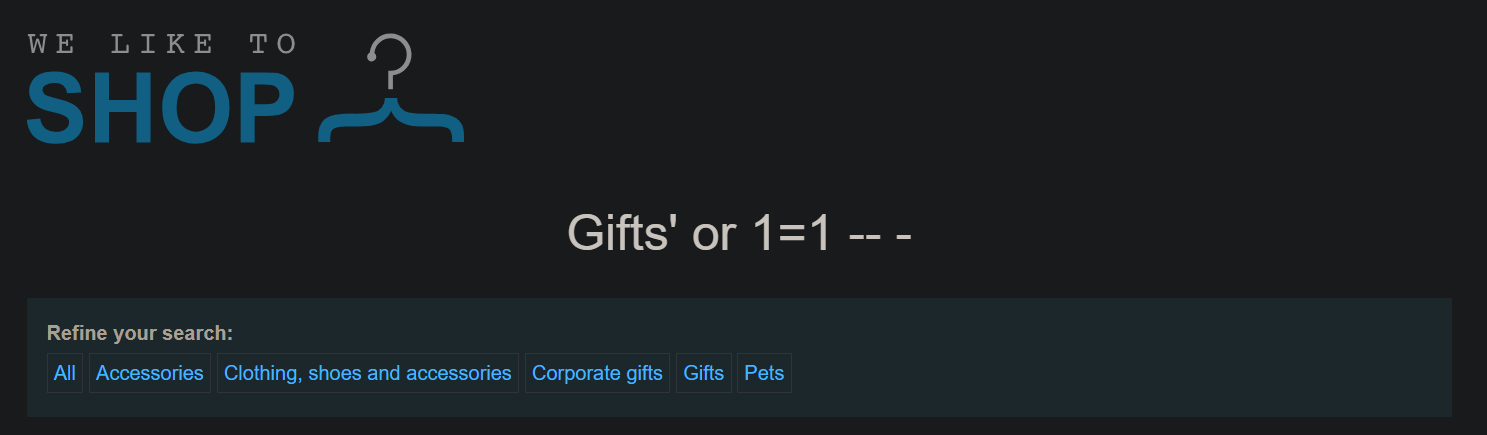 WE LIKE TO
SHOP
Gifts' or 1=1 -- -
Refine your search:
All Accessories Clothing, shoes and accessories Corporate gifts Gifts Pets